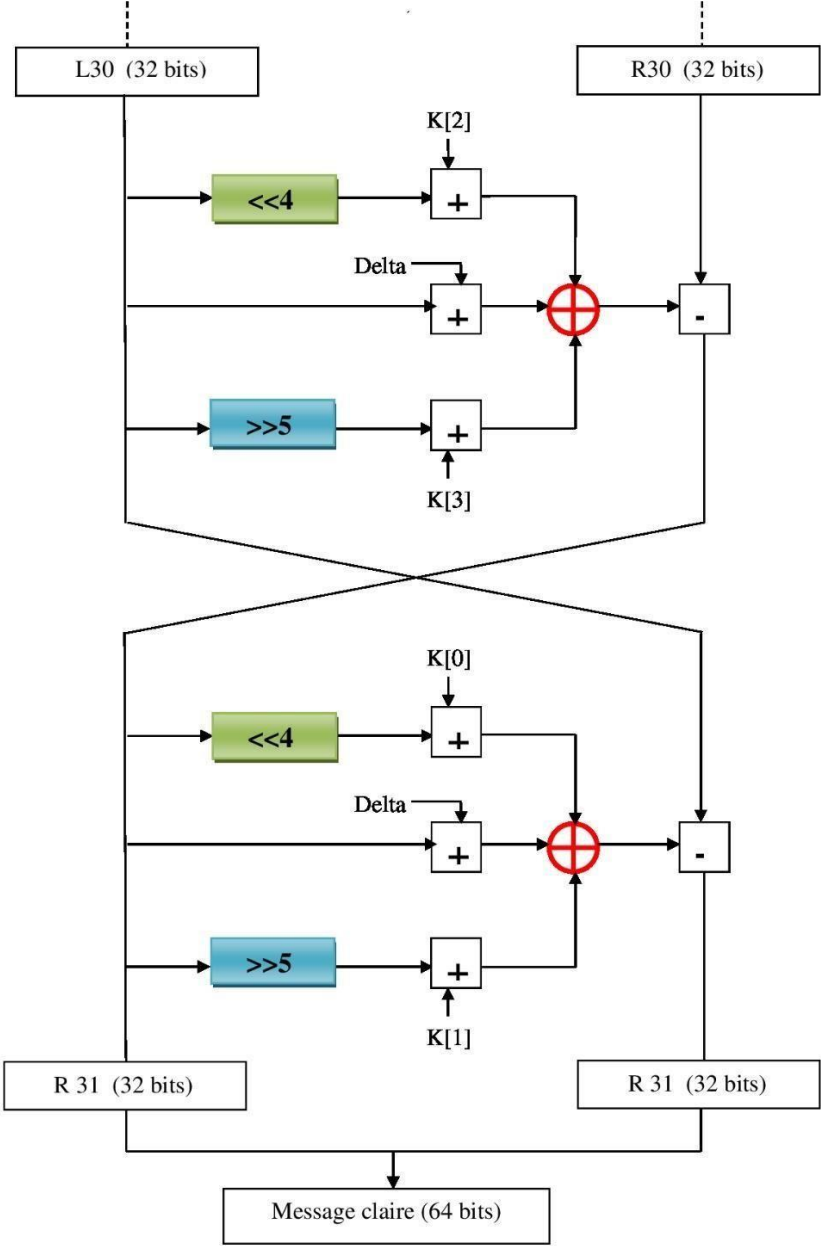 L30 (32 bits)
R30 (32 bits)
K[2]
<<4
+
Delta
+
-
>>5
+
K[3]
K[0]
<<4
+
Delta
+
-
>>5
+
K[1]
R 31 (32 bits)
R 31 (32 bits)
Message claire (64 bits)